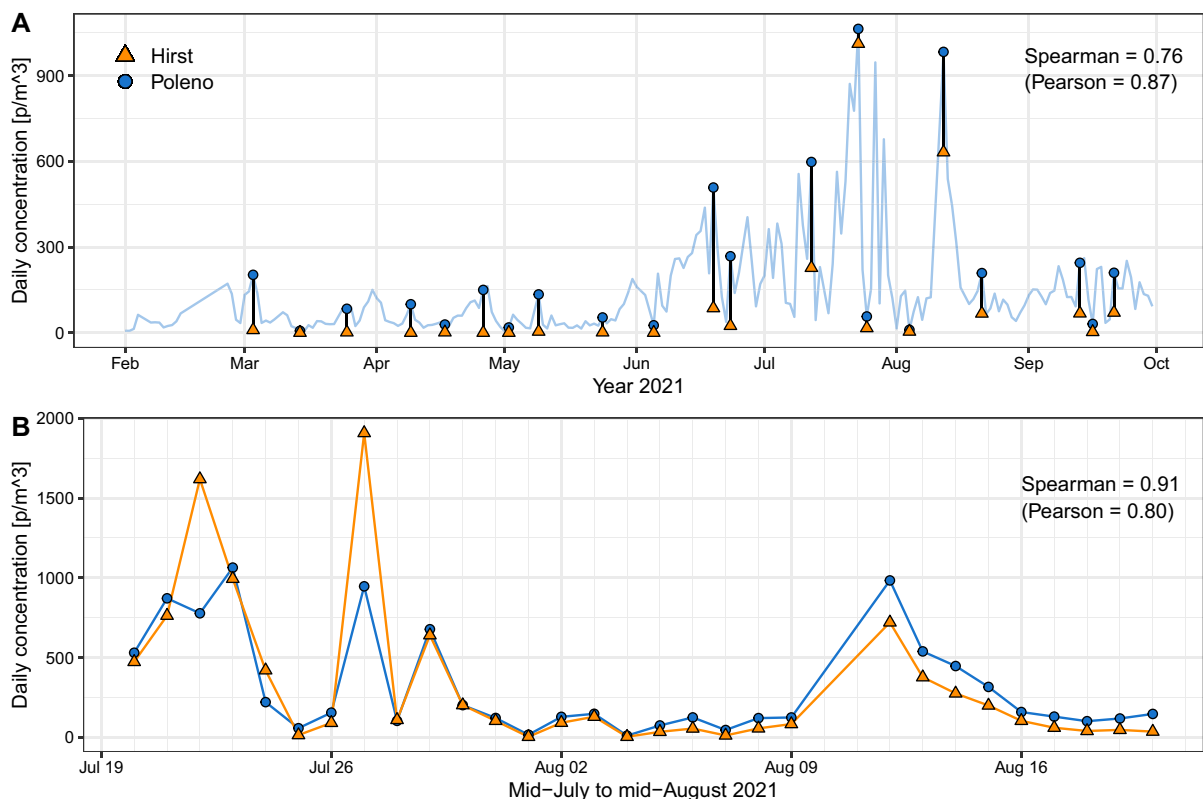 A
Daily concentration [p/m^3]
900
600
300
0
Hirst
Poleno
Spearman = 0.76
(Pearson = 0.87)
Feb Mar Apr May Jun Jul Aug Sep Oct
Year 2021
B
Daily concentration [p/m^3]
2000
1500
1000
500
0
Spearman = 0.91
(Pearson = 0.80)
Jul 19 Jul 26 Aug 02 Aug 09 Aug 16
Mid−July to mid−August 2021